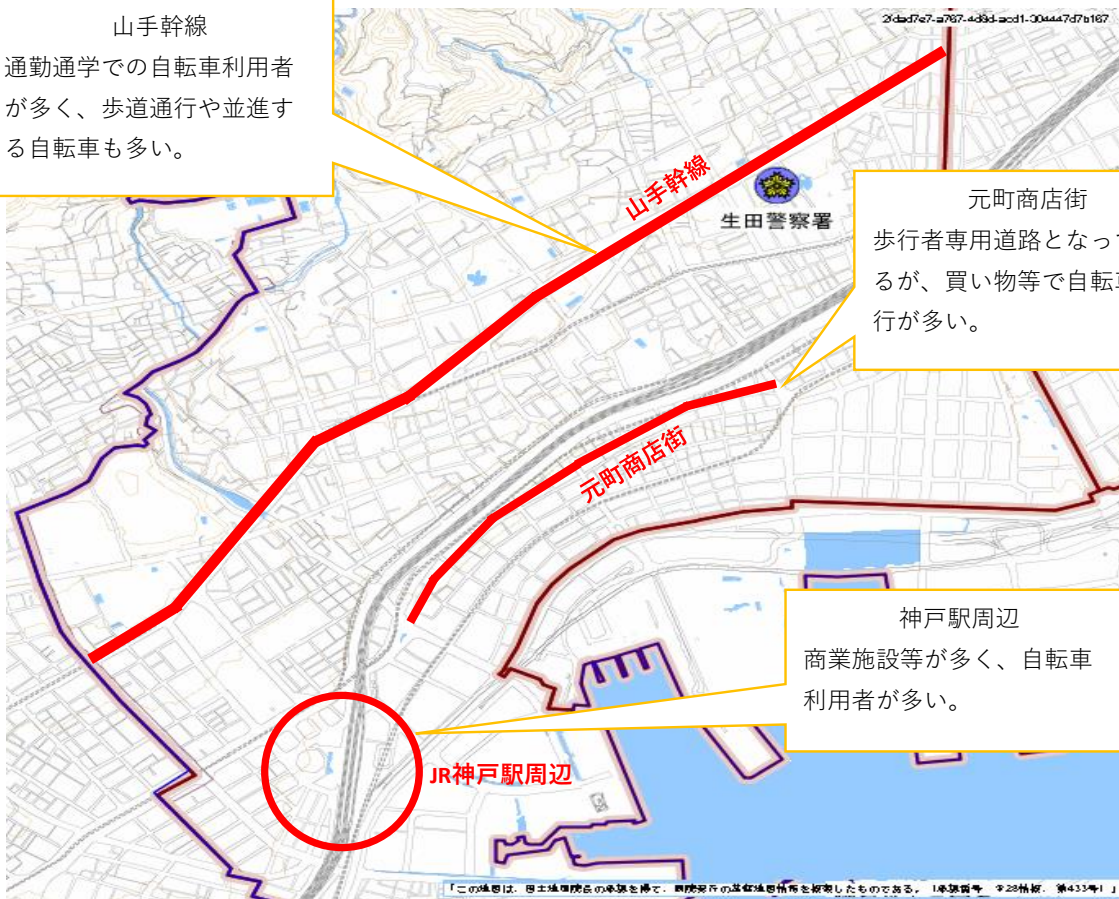 山手幹線
通勤通学での自転車利用者
が多く、歩道通行や並進す
る自転車も多い。
山手幹線
生田警察署
元町商店街
歩行者専用道路となっ
るが、買い物等で自転
行が多い。
元町商店街
神戸駅周辺
商業施設等が多く、自転車
利用者が多い。
JR神戸駅周辺